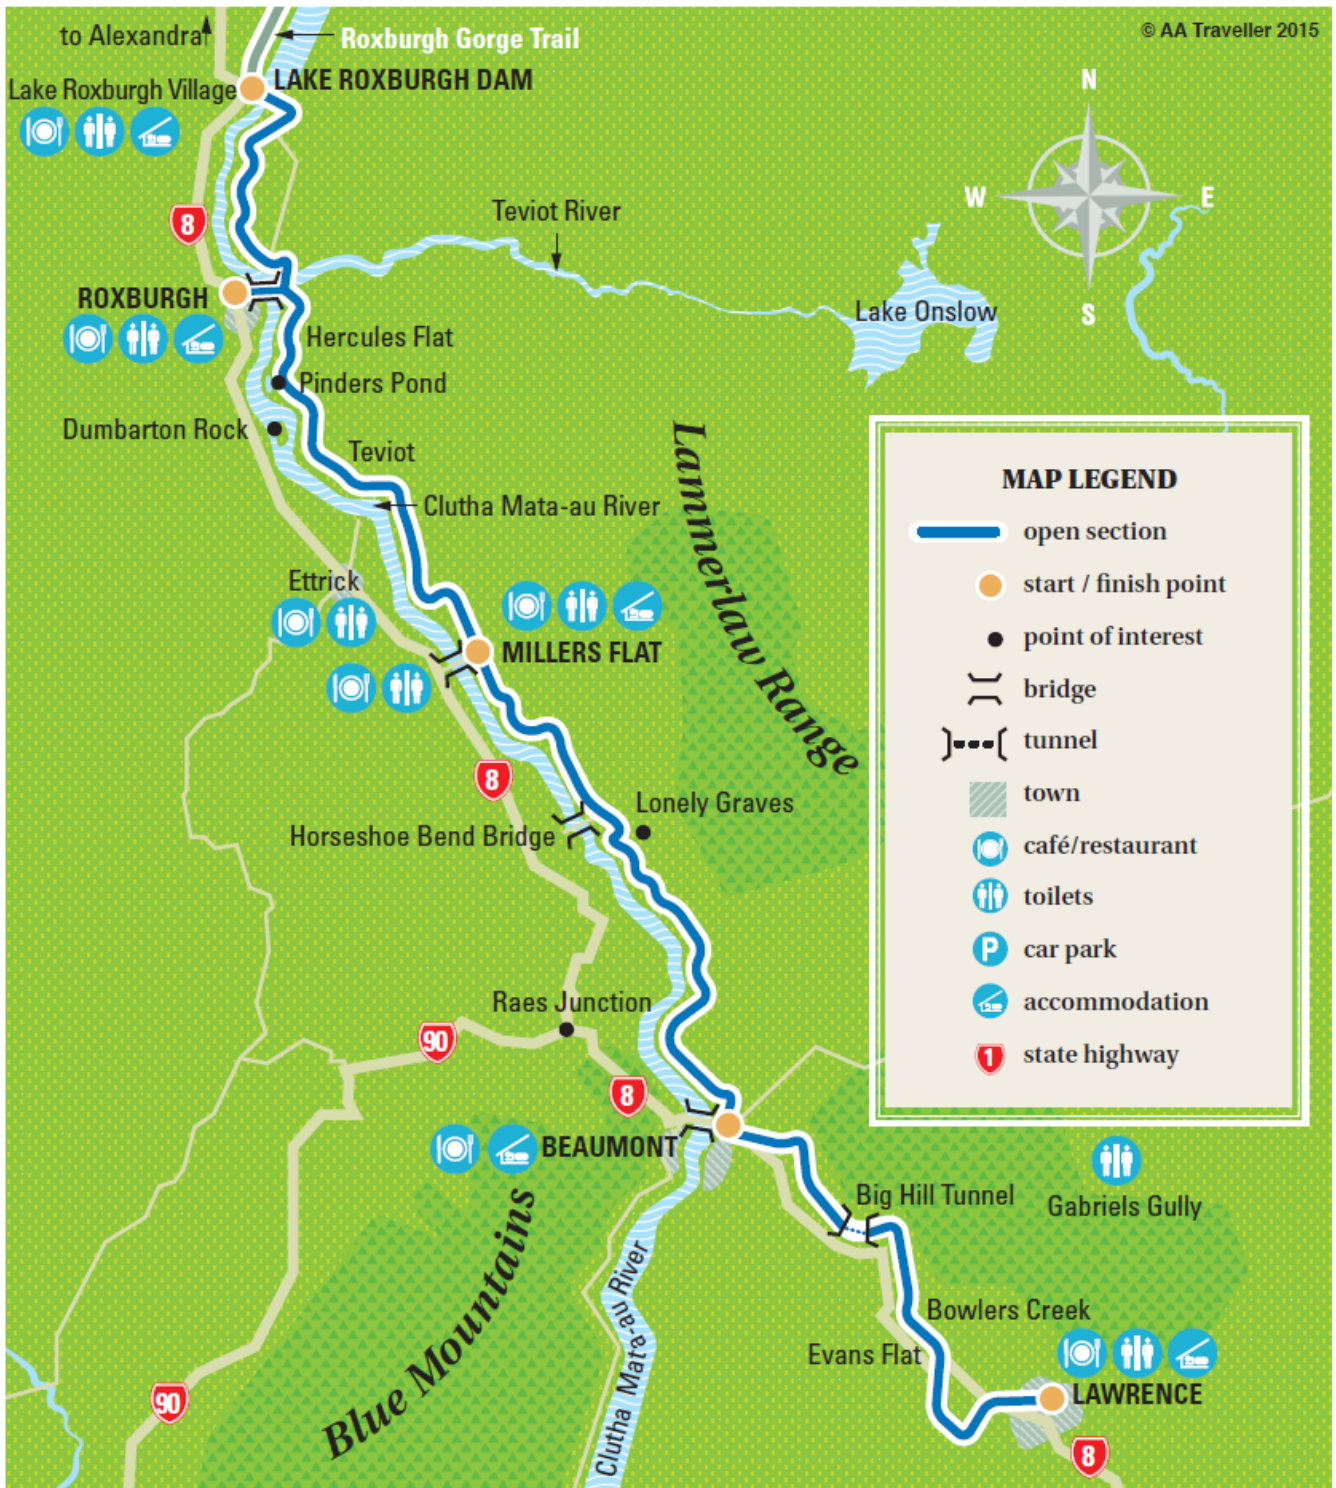 to Alexandra
Roxburgh Gorge Trail
© AA Traveller 2015
LAKE ROXBURGH DAM
Lake Roxburgh Village
N
W
E
S
8
Teviot River
ROXBURGH
Lake Onslow
Hercules Flat
Pinders Pond
Dumbarton Rock
Teviot
Clutha Mata-au River
Lammerlaw Range
Ettrick
MILLERS FLAT
8
Lonely Graves
Horseshoe Bend Bridge
Raes Junction
90
8
BEAUMONT
Big Hill Tunnel
Gabriels Gully
Blue Mountains
Clutha Mata-au River
Bowlers Creek
Evans Flat
LAWRENCE
90
8
MAP LEGEND
open section
start / finish point
point of interest
bridge
tunnel
town
café/restaurant
toilets
P
car park
accommodation
1
state highway